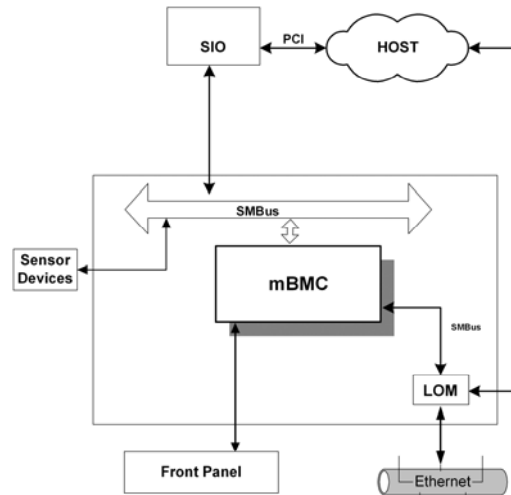 SIO
PCI
HOST
SMBus
Sensor
Devices
mBMC
SMBus
LOM
Front Panel
Ethernet